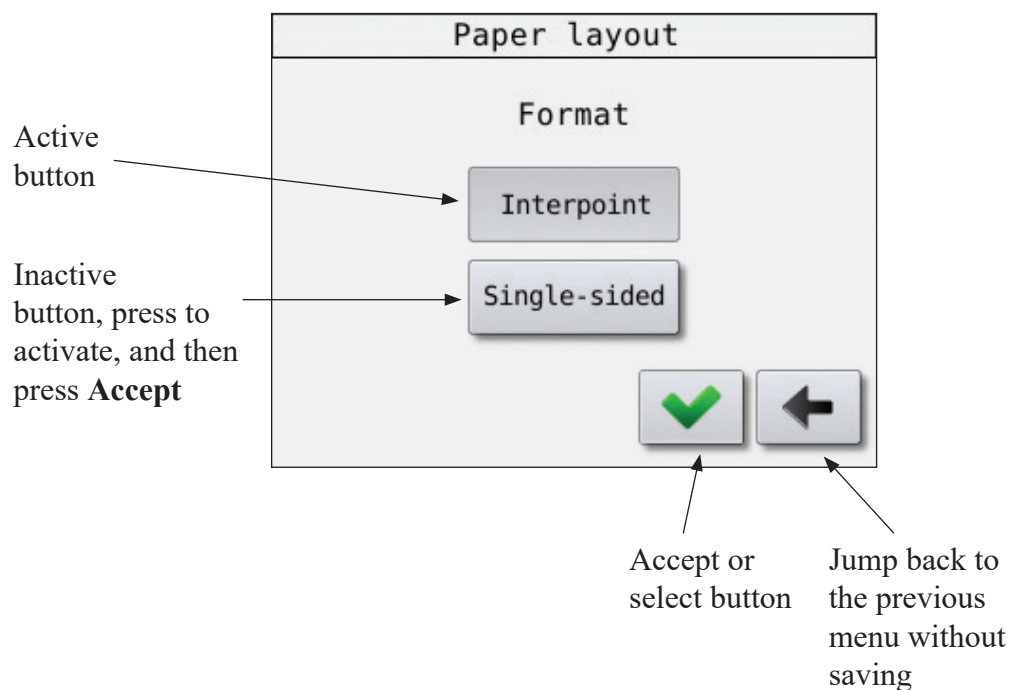 Paper layout
Format
Active
button
Interpoint
Inactive
button, press to
activate, and then
press Accept
Single-sided
Accept or
select button
Jump back to
the previous
menu without
saving